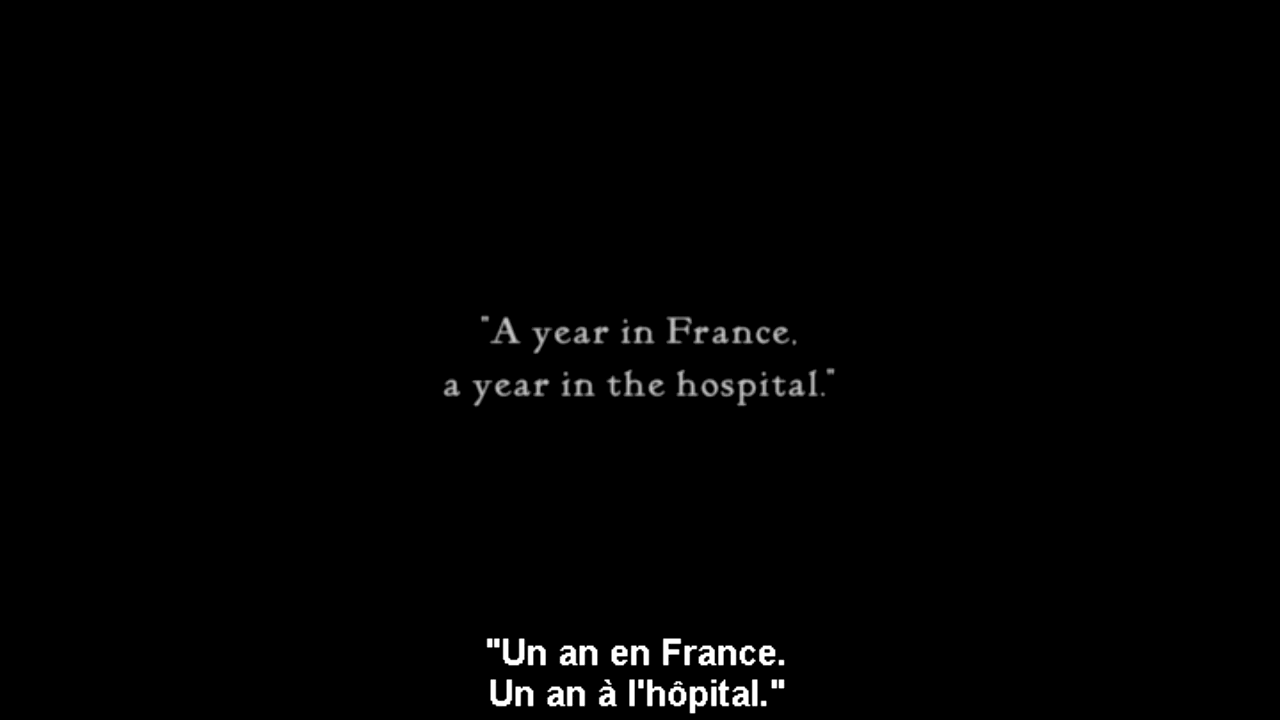 "A year in France,
a year in the hospital."
"Un an en France.
Un an à l'hôpital."